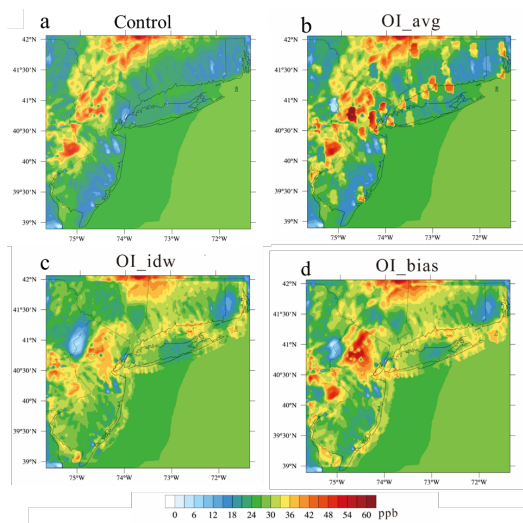 a Control
b OI_avg
42°N
42°N
41°30'N
41°30'N
41°N
41°N
40°30'N
40°30'N
40°N
40°N
39°30'N
39°30'N
39°N
39°N
75°W 74°W 73°W 72°W
75°W 74°W 73°W 72°W
c OI_idw
d OI_bias
42°N
42°N
41°30'N
41°30'N
41°N
41°N
40°30'N
40°30'N
40°N
40°N
39°30'N
39°30'N
39°N
39°N
75°W 74°W 73°W 72°W
75°W 74°W 73°W 72°W
0 6 12 18 24 30 36 42 48 54 60 ppb